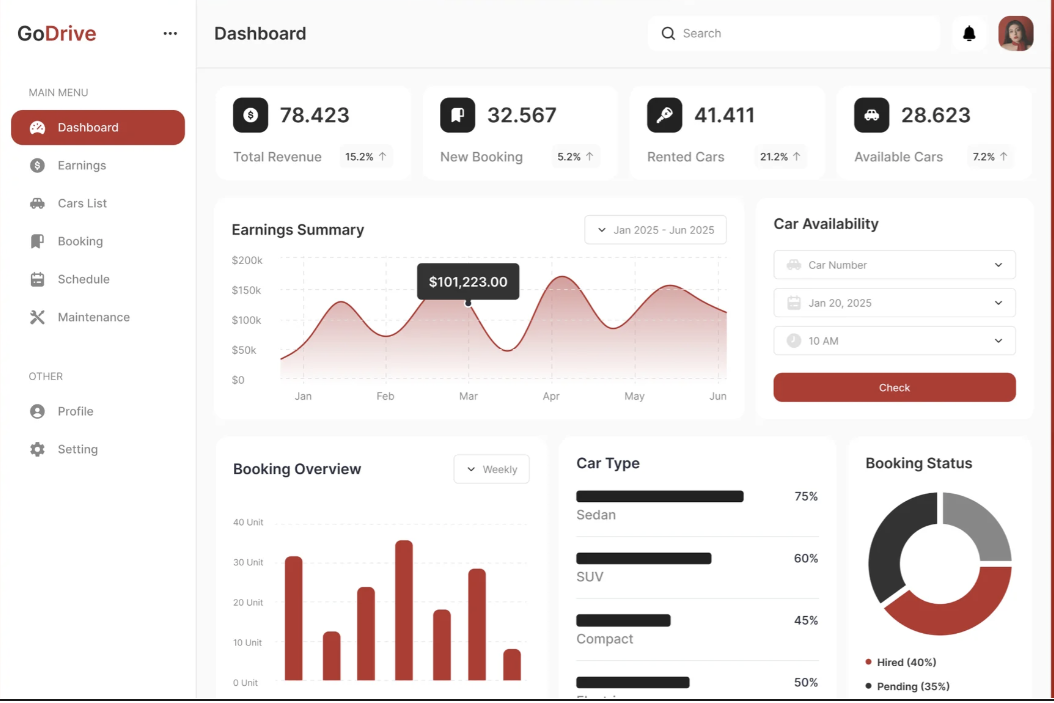 GoDrive
Dashboard
Search
MAIN MENU
Dashboard
Earnings
Cars List
Booking
Schedule
Maintenance
OTHER
Profile
Setting
78.423
Total Revenue
15.2% ↑
32.567
New Booking
5.2% ↑
41.411
Rented Cars
21.2% ↑
28.623
Available Cars
7.2% ↑
Earnings Summary
Jan 2025 - Jun 2025
$200k
$150k
$100k
$50k
$0
$101,223.00
Jan
Feb
Mar
Apr
May
Jun
Car Availability
Car Number
Jan 20, 2025
10 AM
Check
Booking Overview
Weekly
40 Unit
30 Unit
20 Unit
10 Unit
0 Unit
Car Type
75%
Sedan
60%
SUV
45%
Compact
50%
Booking Status
Hired (40%)
Pending (35%)